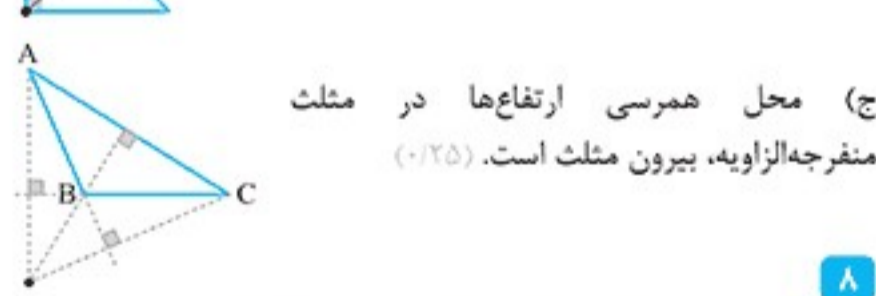 ج) محل همرسی ارتفاع‌ها در مثلث
منفرجه‌الزاویه، بیرون مثلث است. (۰/۲۵)
A
B
C
۸